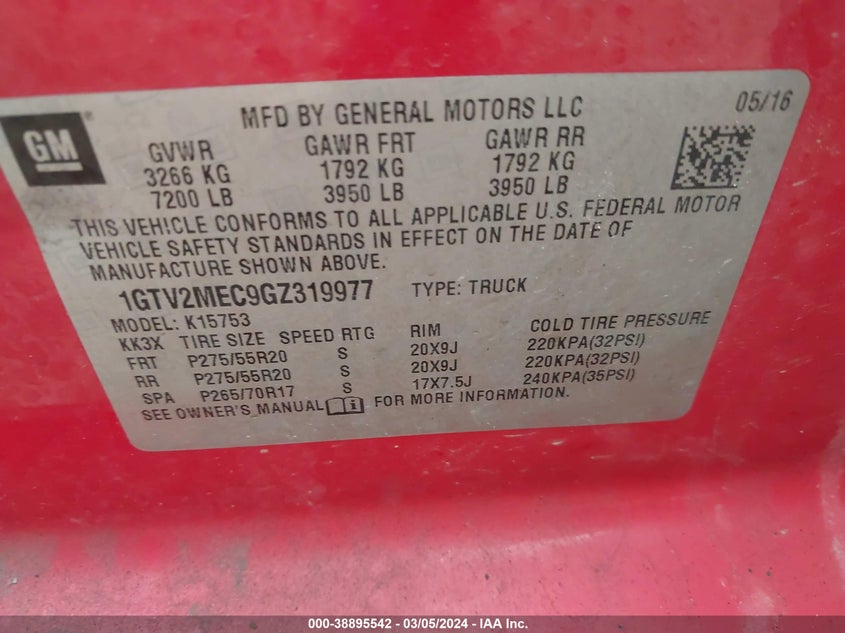 GM®
MFD BY GENERAL MOTORS LLC 05/16
GVWR GAWR FRT GAWR RR
3266 KG 1792 KG 1792 KG
7200 LB 3950 LB 3950 LB
THIS VEHICLE CONFORMS TO ALL APPLICABLE U.S. FEDERAL MOTOR
VEHICLE SAFETY STANDARDS IN EFFECT ON THE DATE OF
MANUFACTURE SHOWN ABOVE.
1GTV2MEC9GZ319977 TYPE: TRUCK
MODEL: K15753
KK3X TIRE SIZE SPEED RTG RIM COLD TIRE PRESSURE
FRT P275/55R20 S 20X9J 220KPA(32PSI)
RR P275/55R20 S 20X9J 220KPA(32PSI)
SPA P265/70R17 S 17X7.5J 240KPA(35PSI)
SEE OWNER'S MANUAL FOR MORE INFORMATION.
000-38895542 - 03/05/2024 - IAA Inc.